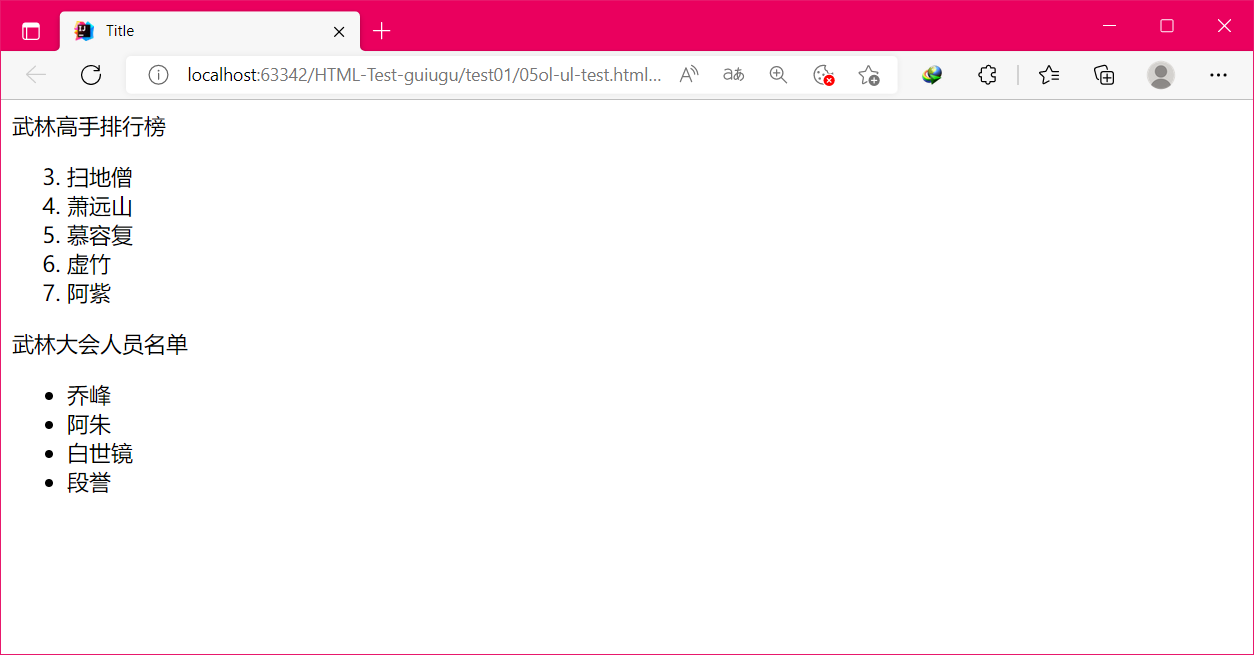 Title
localhost:63342/HTML-Test-guiugu/test01/05ol-ul-test.html...
武林高手排行榜
3. 扫地僧
4. 萧远山
5. 慕容复
6. 虚竹
7. 阿紫
武林大会人员名单
• 乔峰
• 阿朱
• 白世镜
• 段誉